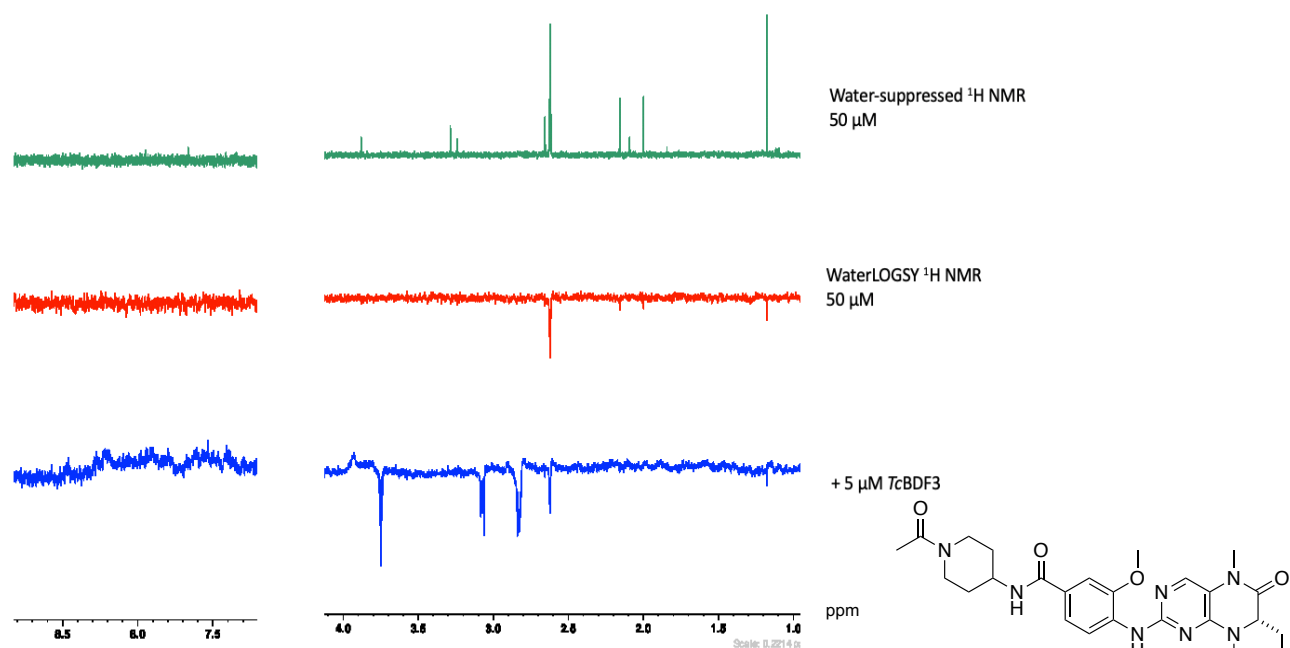 Water-suppressed ¹H NMR
50 µM
WaterLOGSY ¹H NMR
50 µM
+ 5 µM TcBDF3
O
N
O
N
H
O
N
N
N
H
N
O
N
ppm
8.5 8.0 7.5 4.0 3.5 3.0 2.5 2.0 1.5 1.0